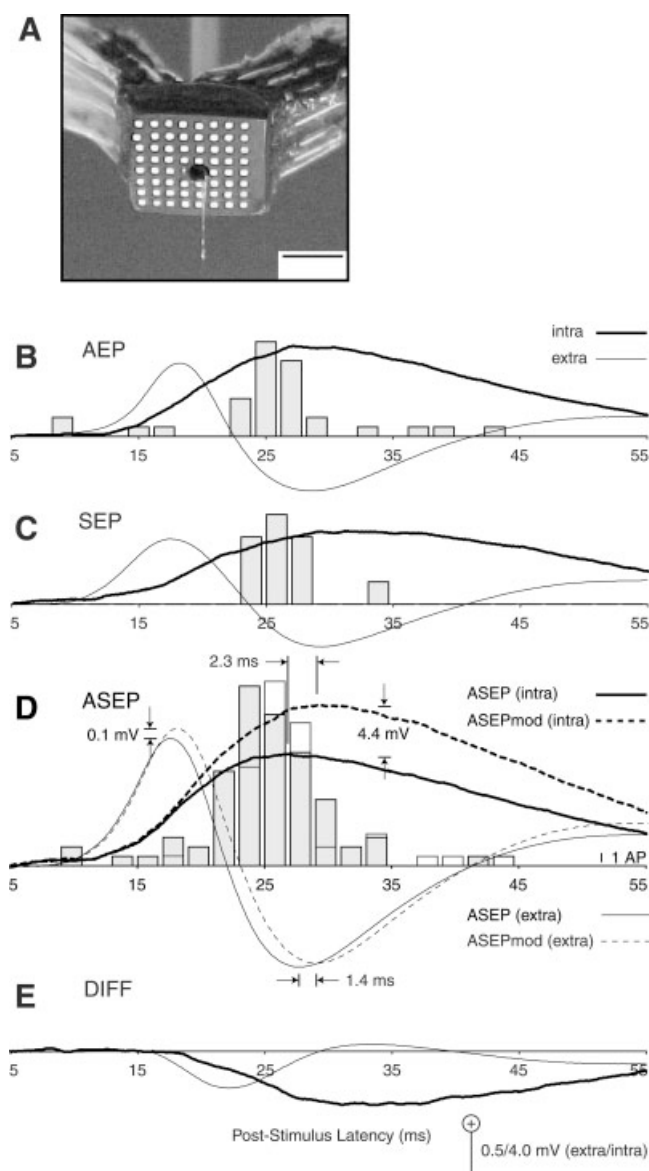 A
B AEP
intra
extra
5 15 25 45 55
C SEP
5 15 25 35 45 55
2.3 ms
D ASEP
ASEP (intra)
ASEPmod (intra)
0.1 mV
4.4 mV
5 15 25 35 45 55
1 AP
ASEP (extra)
ASEPmod (extra)
1.4 ms
E DIFF
5 15 25 35 45 55
Post-Stimulus Latency (ms)
+
0.5/4.0 mV (extra/intra)